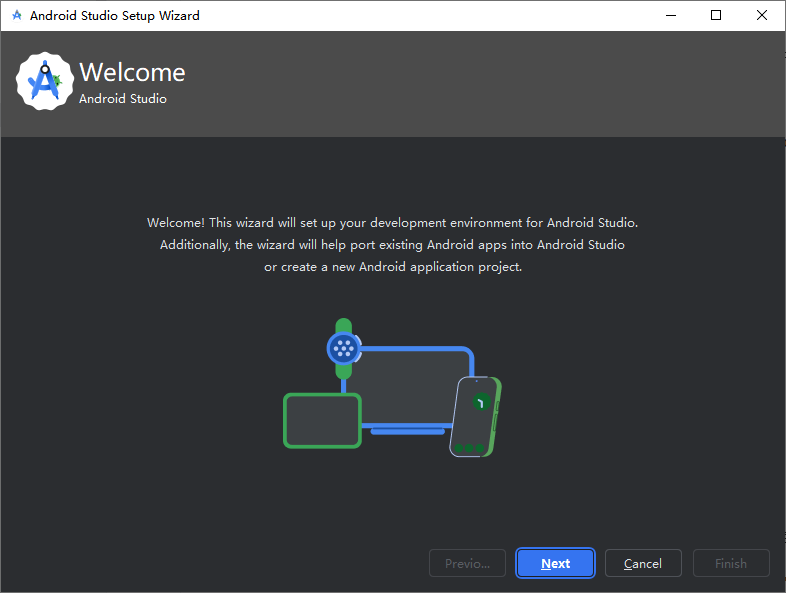 Android Studio Setup Wizard
Welcome
Android Studio
Welcome! This wizard will set up your development environment for Android Studio.
Additionally, the wizard will help port existing Android apps into Android Studio
or create a new Android application project.
Previo... Next Cancel Finish